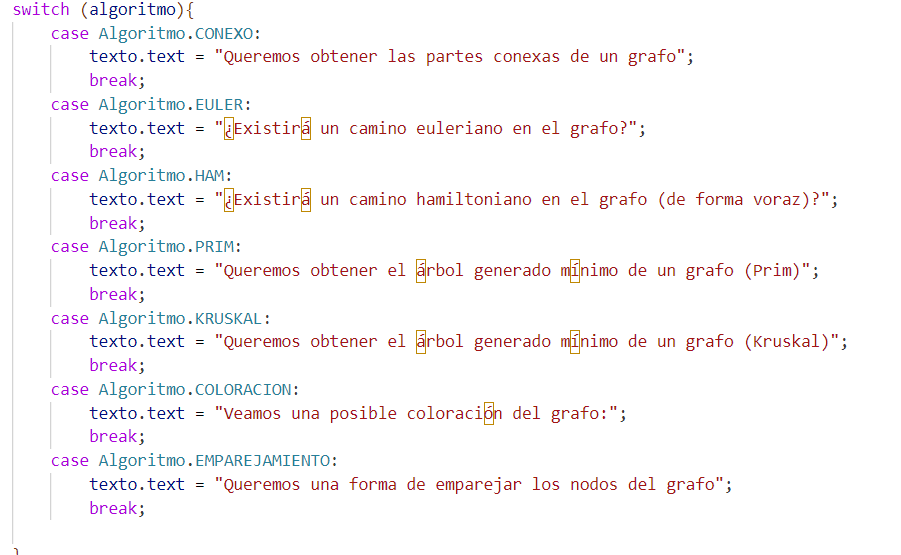 switch (algoritmo){
case Algoritmo.CONEXO:
texto.text = "Queremos obtener las partes conexas de un grafo";
break;
case Algoritmo.EULER:
texto.text = "¿Existirá un camino euleriano en el grafo?";
break;
case Algoritmo.HAM:
texto.text = "¿Existirá un camino hamiltoniano en el grafo (de forma voraz)?";
break;
case Algoritmo.PRIM:
texto.text = "Queremos obtener el árbol generado mínimo de un grafo (Prim)";
break;
case Algoritmo.KRUSKAL:
texto.text = "Queremos obtener el árbol generado mínimo de un grafo (Kruskal)";
break;
case Algoritmo.COLORACION:
texto.text = "Veamos una posible coloración del grafo:";
break;
case Algoritmo.EMPAREJAMIENTO:
texto.text = "Queremos una forma de emparejar los nodos del grafo";
break;
}